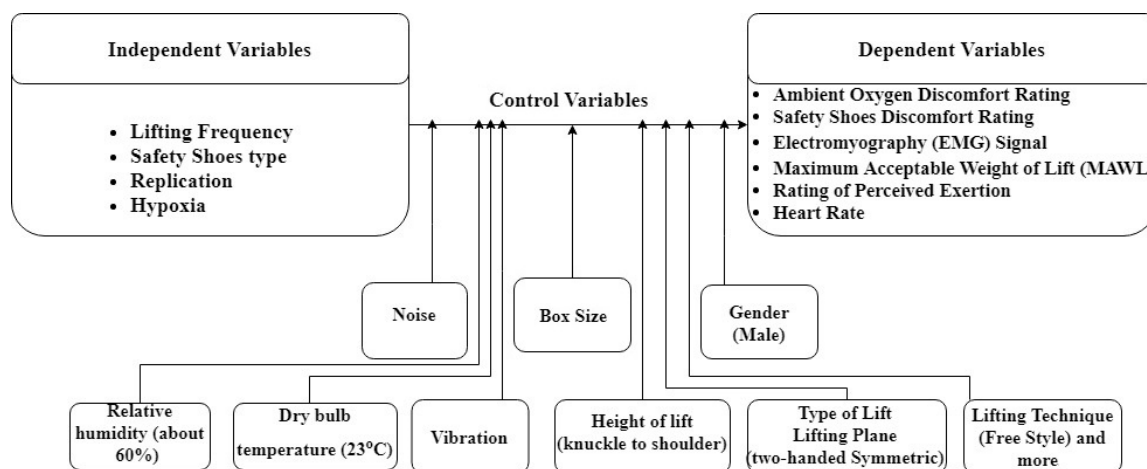 Independent Variables
Dependent Variables
Control Variables
• Lifting Frequency
• Safety Shoes type
• Replication
• Hypoxia
• Ambient Oxygen Discomfort Rating
• Safety Shoes Discomfort Rating
• Electromyography (EMG) Signal
• Maximum Acceptable Weight of Lift (MAWL
• Rating of Perceived Exertion
• Heart Rate
Noise
Box Size
Gender
(Male)
Relative
humidity (about
60%)
Dry bulb
temperature (23°C)
Vibration
Height of lift
(knuckle to shoulder)
Type of Lift
Lifting Plane
(two-handed Symmetric)
Lifting Technique
(Free Style) and
more